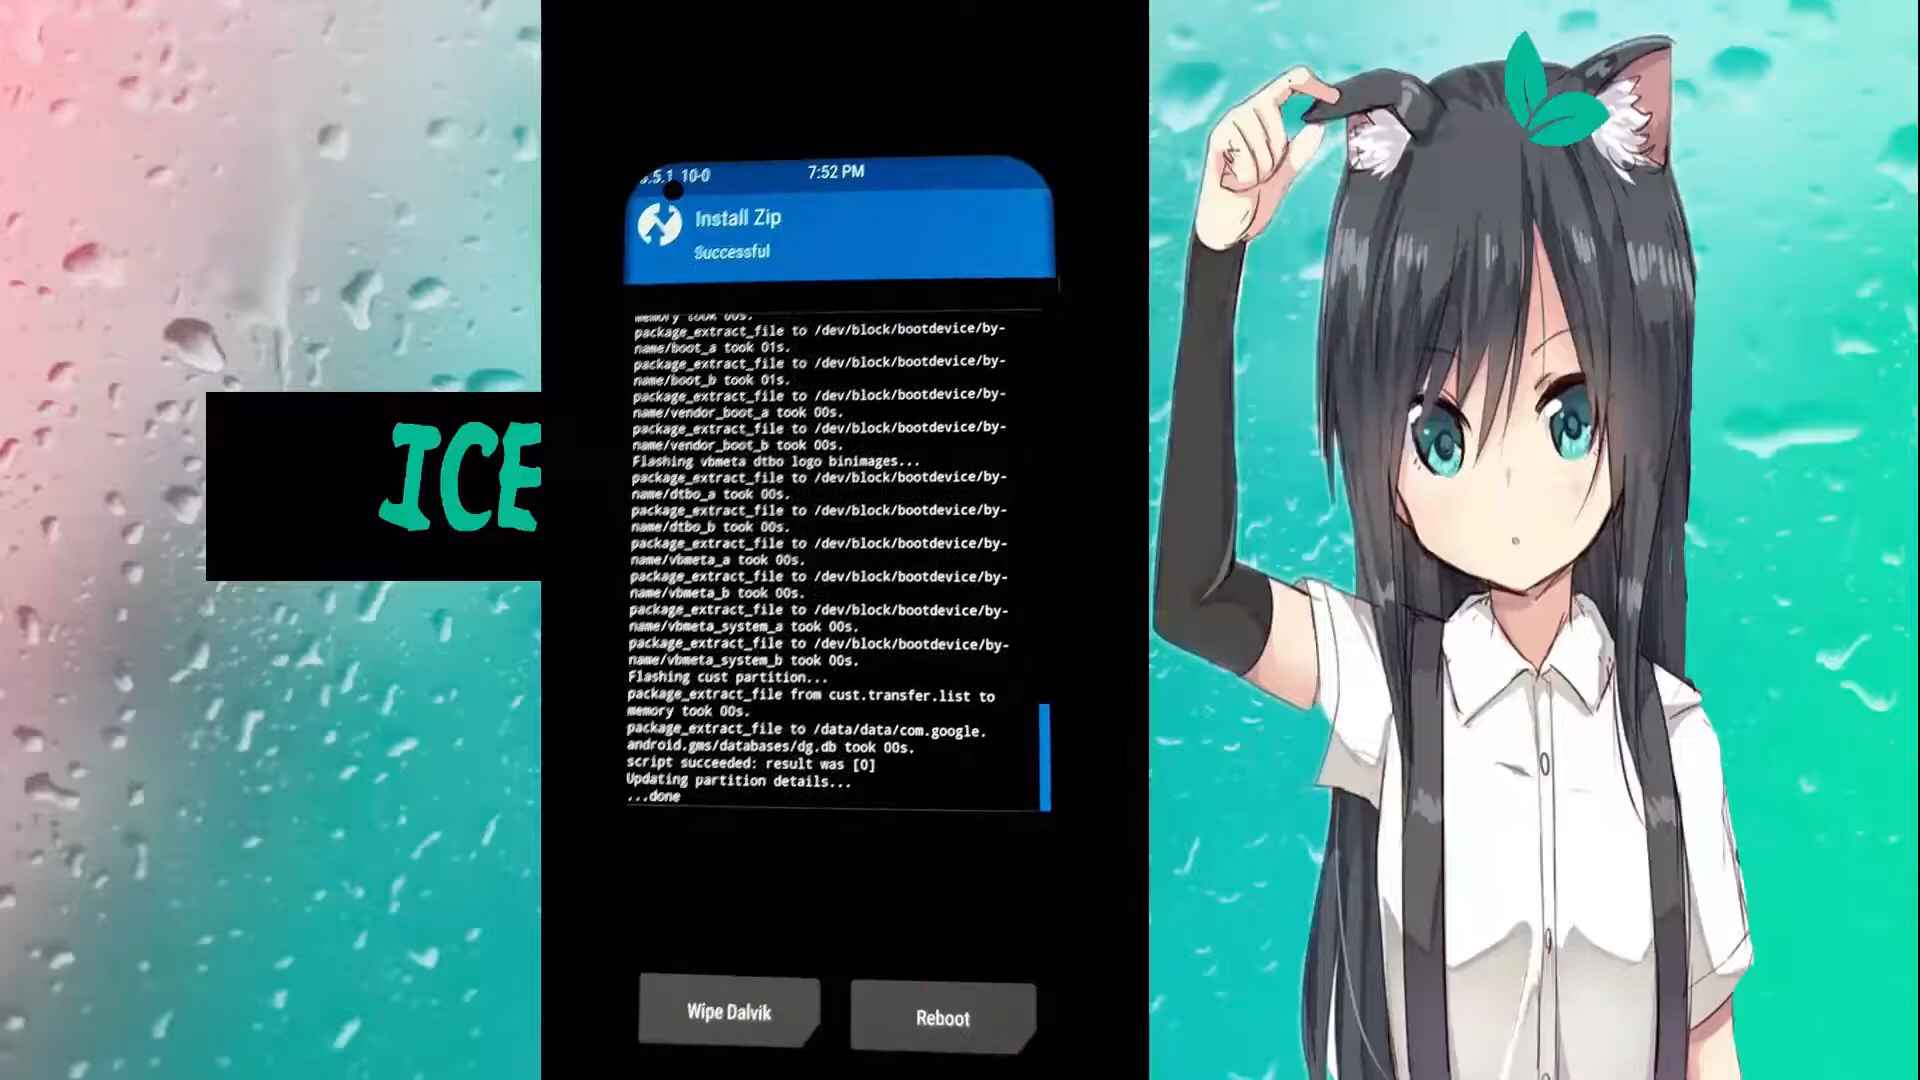 ICE
.5.1_10-0
7:52 PM
Install Zip
Successful
memory took 00s.
package_extract_file to /dev/block/bootdevice/by-
name/boot_a took 01s.
package_extract_file to /dev/block/bootdevice/by-
name/boot_b took 01s.
package_extract_file to /dev/block/bootdevice/by-
name/vendor_boot_a took 00s.
package_extract_file to /dev/block/bootdevice/by-
name/vendor_boot_b took 00s.
Flashing vbmeta dtbo logo binimages...
package_extract_file to /dev/block/bootdevice/by-
name/dtbo_a took 00s.
package_extract_file to /dev/block/bootdevice/by-
name/dtbo_b took 00s.
package_extract_file to /dev/block/bootdevice/by-
name/vbmeta_a took 00s.
package_extract_file to /dev/block/bootdevice/by-
name/vbmeta_b took 00s.
package_extract_file to /dev/block/bootdevice/by-
name/vbmeta_system_a took 00s.
package_extract_file to /dev/block/bootdevice/by-
name/vbmeta_system_b took 00s.
Flashing cust partition...
package_extract_file from cust.transfer.list to
memory took 00s.
package_extract_file to /data/data/com.google.
android.gms/databases/dg.db took 00s.
script succeeded: result was [0]
Updating partition details...
...done
Wipe Dalvik
Reboot